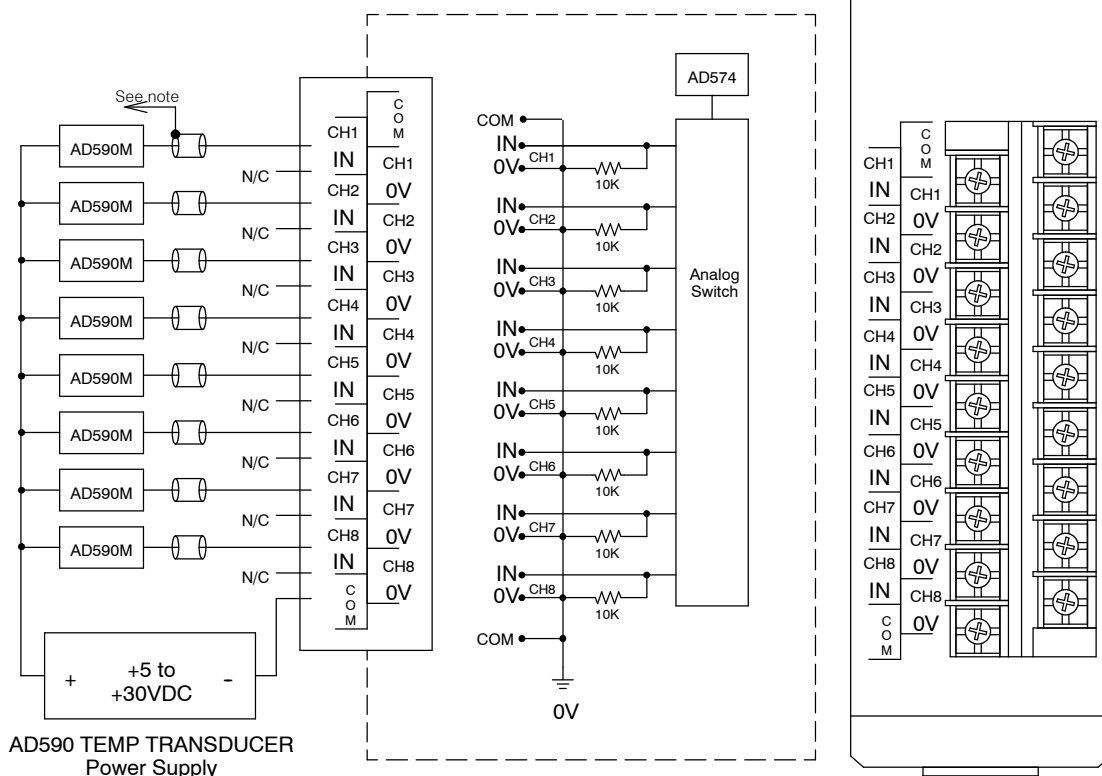 See note
AD590M
AD590M
AD590M
AD590M
AD590M
AD590M
AD590M
AD590M
N/C
N/C
N/C
N/C
N/C
N/C
N/C
N/C
+ +5 to -
+30VDC
AD590 TEMP TRANSDUCER
Power Supply
CH1
IN
CH2
IN
CH3
IN
CH4
IN
CH5
IN
CH6
IN
CH7
IN
CH8
IN
COM
COM
CH1
0V
CH2
0V
CH3
0V
CH4
0V
CH5
0V
CH6
0V
CH7
0V
CH8
0V
COM
IN
0V CH1
10K
IN
0V CH2
10K
IN
0V CH3
10K
IN
0V CH4
10K
IN
0V CH5
10K
IN
0V CH6
10K
IN
0V CH7
10K
IN
0V CH8
10K
COM
0V
AD574
Analog
Switch
CH1
IN
CH2
IN
CH3
IN
CH4
IN
CH5
IN
CH6
IN
CH7
IN
CH8
IN
COM
COM
CH1
0V
CH2
0V
CH3
0V
CH4
0V
CH5
0V
CH6
0V
CH7
0V
CH8
0V